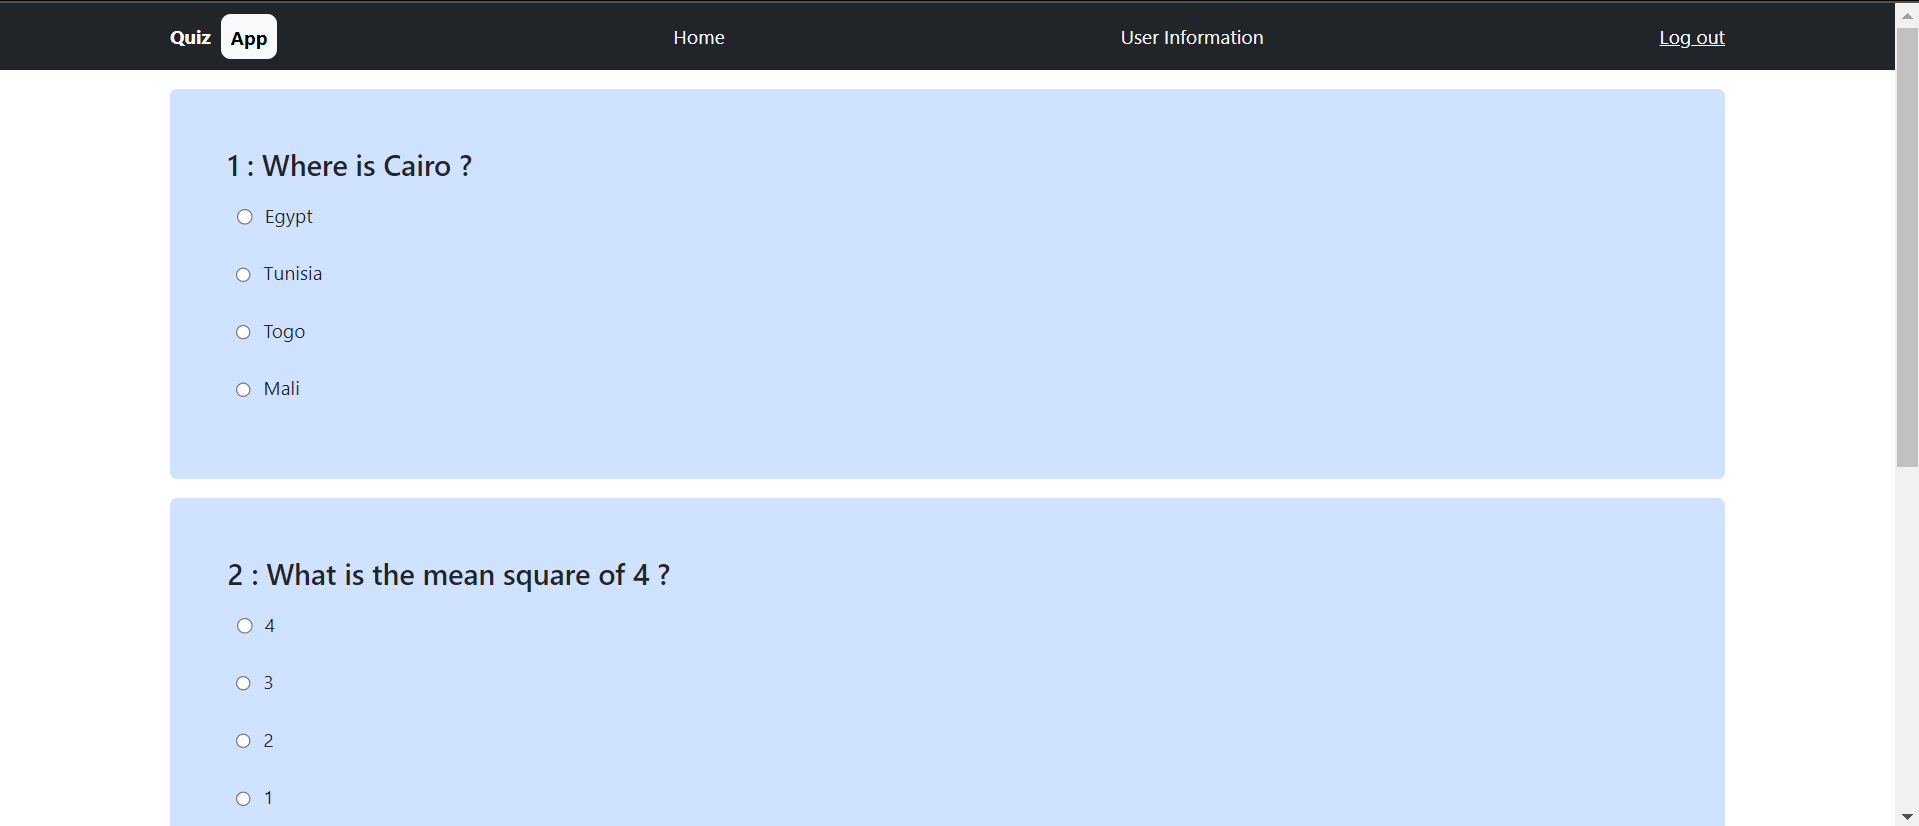 Quiz App Home User Information Log out
1 : Where is Cairo ?
Egypt
Tunisia
Togo
Mali
2 : What is the mean square of 4 ?
4
3
2
1